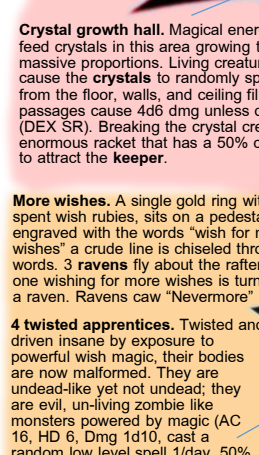 Crystal growth hall. Magical ener
feed crystals in this area growing t
massive proportions. Living creatur
cause the crystals to randomly sp
from the floor, walls, and ceiling fil
passages cause 4d6 dmg unless d
(DEX SR). Breaking the crystal cre
enormous racket that has a 50% c
to attract the keeper.
More wishes. A single gold ring wi
spent wish rubies, sits on a pedesta
engraved with the words “wish for m
wishes” a crude line is chiseled thro
words. 3 ravens fly about the rafter
one wishing for more wishes is turn
a raven. Ravens caw “Nevermore”
4 twisted apprentices. Twisted and
driven insane by exposure to
powerful wish magic, their bodies
are now malformed. They are
undead-like yet not undead; they
are evil, un-living zombie like
monsters powered by magic (AC
16, HD 6, Dmg 1d10, cast a
random low level spell 1/day, 50%